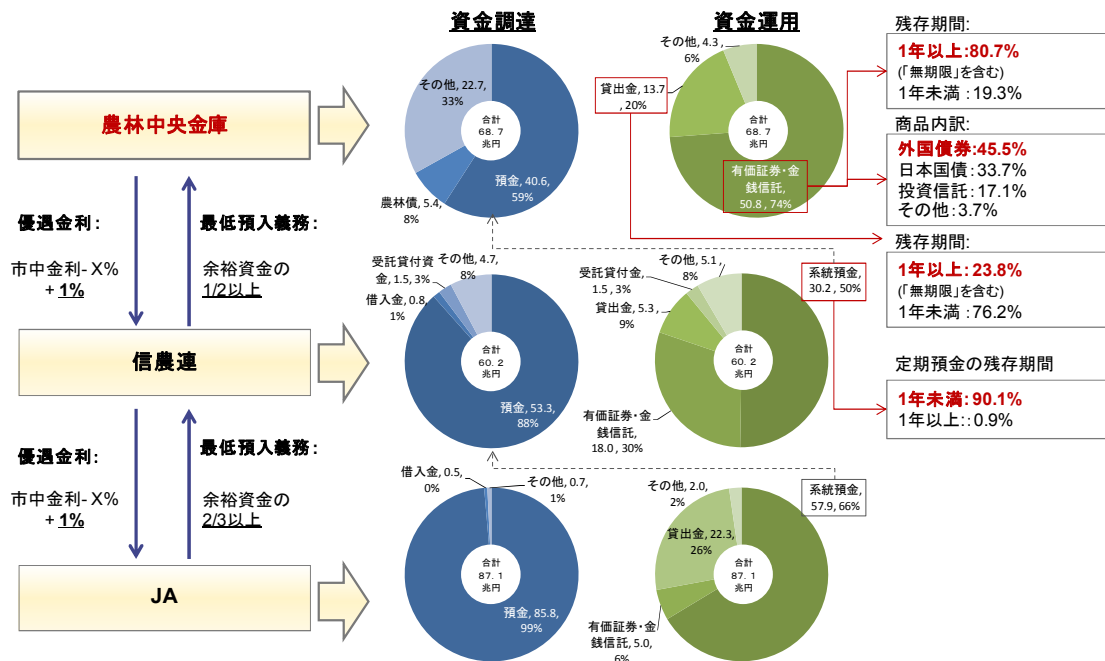 資金調達
資金運用
農林中央金庫
優遇金利:
市中金利- X%
+ 1%
最低預入義務:
余裕資金の
1/2以上
信農連
優遇金利:
市中金利- X%
+ 1%
最低預入義務:
余裕資金の
2/3以上
JA
その他, 22.7,
33%
合計
68. 7
兆円
預金, 40.6,
59%
農林債, 5.4,
8%
その他, 4.3,
6%
貸出金, 13.7
, 20%
合計
68. 7
兆円
有価証券・金
銭信託,
50.8 , 74%
受託貸付資
金, 1.5, 3%
その他, 4.7,
8%
借入金, 0.8,
1%
合計
60. 2
兆円
預金, 53.3,
88%
その他, 5.1,
8%
受託貸付金,
1.5 , 3%
貸出金, 5.3,
9%
系統預金,
30.2 , 50%
合計
60. 2
兆円
有価証券・金
銭信託,
18.0 , 30%
借入金, 0.5,
0%
その他, 0.7,
1%
合計
87. 1
兆円
預金, 85.8,
99%
その他, 2.0,
2%
系統預金,
57.9 , 66%
貸出金, 22.3,
26%
合計
87. 1
兆円
有価証券・金
銭信託, 5.0,
6%
残存期間:
1年以上:80.7%
(「無期限」を含む)
1年未満 :19.3%
商品内訳:
外国債券:45.5%
日本国債:33.7%
投資信託:17.1%
その他:3.7%
残存期間:
1年以上: 23.8%
(「無期限」を含む)
1年未満 :76.2%
定期預金の残存期間
1年未満: 90.1%
1年以上::0.9%